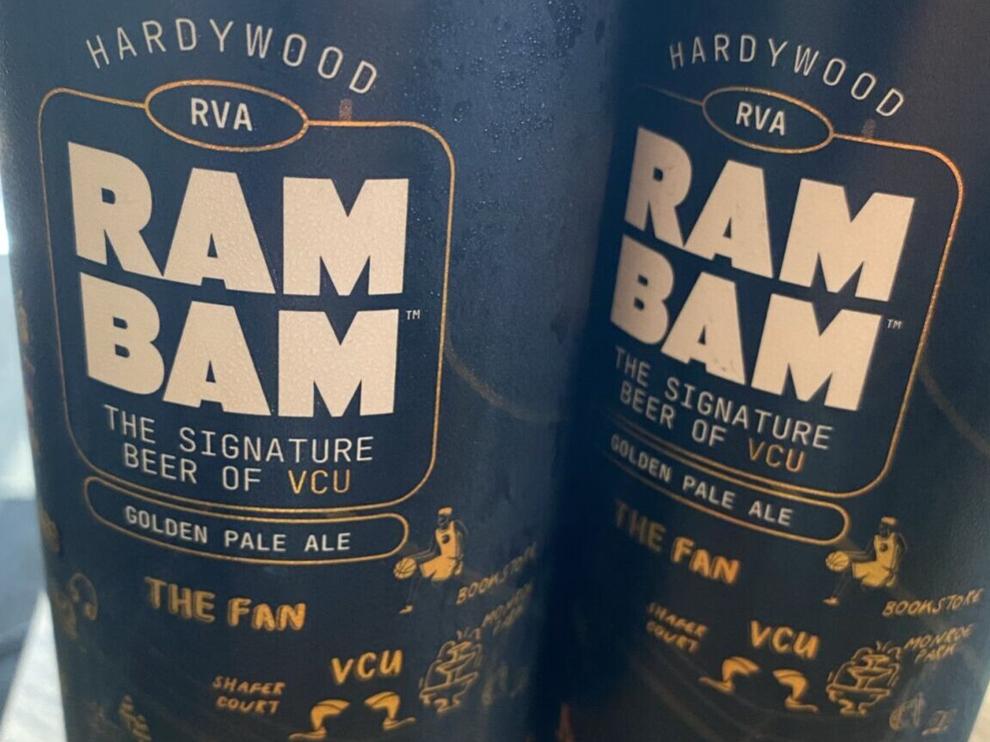 HARDYWOOD
RVA
RAM
BAM™
THE SIGNATURE
BEER OF VCU
GOLDEN PALE ALE
THE FAN
BOOKSTORE
MONROE
PARK
VCU
SHAFER
COURT
HARDYWOOD
RVA
RAM
BAM™
THE SIGNATURE
BEER OF VCU
GOLDEN PALE ALE
THE FAN
BOOKSTORE
SHAFER
COURT
VCU
MONROE
PARK